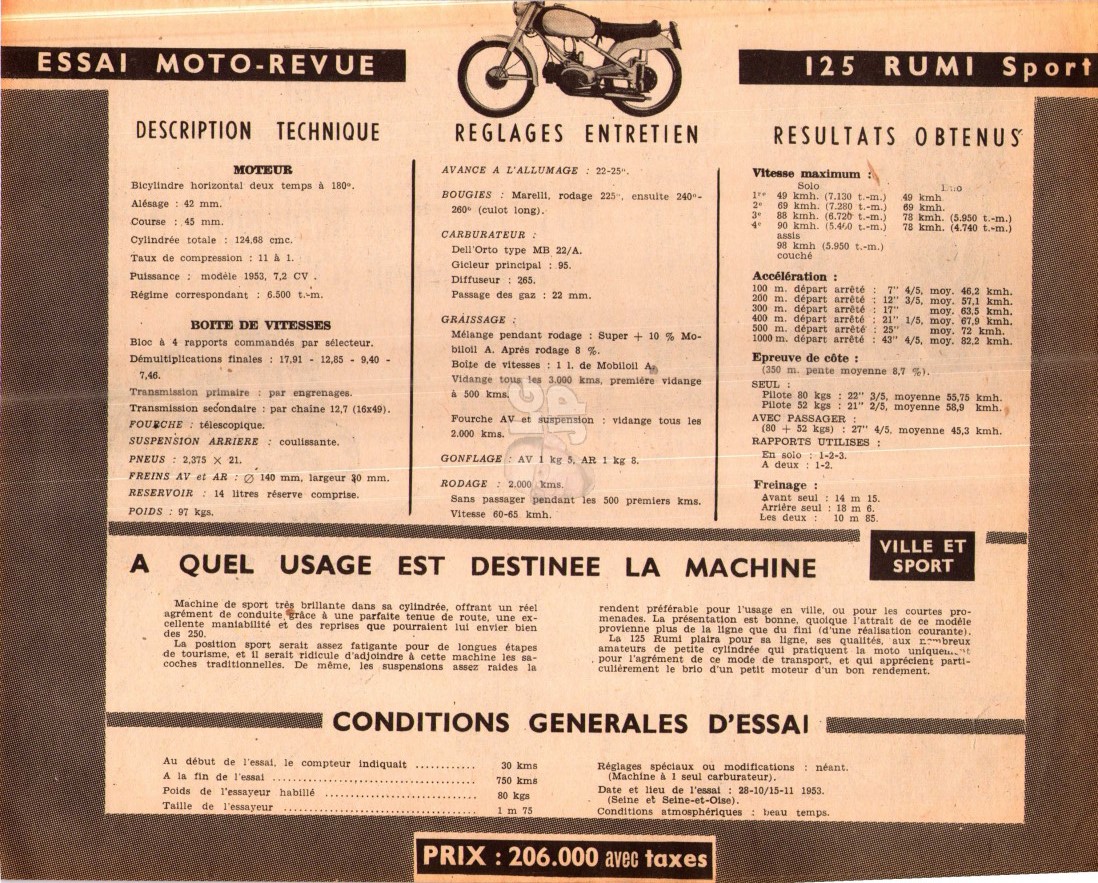 ESSAI MOTO-REVUE
125 RUMI Sport
DESCRIPTION TECHNIQUE
MOTEUR
Bicylindre horizontal deux temps à 180°.
Alésage : 42 mm.
Course : 45 mm.
Cylindrée totale : 124,68 cmc.
Taux de compression : 11 à 1.
Puissance : modèle 1953, 7,2 CV .
Régime correspondant : 6.500 t.-m.
BOITE DE VITESSES
Bloc à 4 rapports commandés par sélecteur.
Démultiplications finales : 17,91 - 12,85 - 9,40 -
7,46.
Transmission primaire : par engrenages.
Transmission secondaire : par chaîne 12,7 (16x49).
FOURCHE : télescopique.
SUSPENSION ARRIERE : coulissante.
PNEUS : 2,375 × 21.
FREINS AV et AR : ∅ 140 mm, largeur 30 mm.
RESERVOIR : 14 litres réserve comprise.
POIDS : 97 kgs.
REGLAGES ENTRETIEN
AVANCE A L'ALLUMAGE : 22-25°.
BOUGIES : Marelli, rodage 225°, ensuite 240°-
260° (culot long).
CARBURATEUR :
Dell'Orto type MB 22/A.
Gicleur principal : 95.
Diffuseur : 265.
Passage des gaz : 22 mm.
GRAISSAGE :
Mélange pendant rodage : Super + 10 % Mo-
biloil A. Après rodage 8 %.
Boîte de vitesses : 1 l. de Mobiloil A.
Vidange tous les 3.000 kms, première vidange
à 500 kms.
Fourche AV et suspension : vidange tous les
2.000 kms.
GONFLAGE : AV 1 kg 5, AR 1 kg 8.
RODAGE : 2.000 kms.
Sans passager pendant les 500 premiers kms.
Vitesse 60-65 kmh.
RESULTATS OBTENUS
Vitesse maximum :
Solo
1re 49 kmh. (7.130 t.-m.) 49 kmh
2e 69 kmh. (7.280 t.-m.) 69 kmh.
3e 88 kmh. (6.720 t.-m.) 78 kmh. (5.950 t.-m.)
4e 90 kmh. (5.460 t.-m.) 78 kmh. (4.740 t.-m.)
assis
98 kmh (5.950 t.-m.)
couché
Accélération :
100 m. départ arrêté : 7" 4/5, moy. 46,2 kmh.
200 m. départ arrêté : 12" 3/5, moy. 57,1 kmh.
300 m. départ arrêté : 17" moy. 63,5 kmh.
400 m. départ arrêté : 21" 1/5, moy. 67,9 kmh.
500 m. départ arrêté : 25" moy. 72 kmh.
1000 m. départ arrêté : 43" 4/5, moy. 82,2 kmh.
Epreuve de côte :
(350 m. pente moyenne 8,7 %).
SEUL :
Pilote 80 kgs : 22" 3/5, moyenne 55,75 kmh.
Pilote 52 kgs : 21" 2/5, moyenne 58,9 kmh.
AVEC PASSAGER :
(80 + 52 kgs) : 27" 4/5, moyenne 45,3 kmh.
RAPPORTS UTILISES :
En solo : 1-2-3.
A deux : 1-2.
Freinage :
Avant seul : 14 m 15.
Arrière seul : 18 m 6.
Les deux : 10 m 85.
A QUEL USAGE EST DESTINEE LA MACHINE
VILLE ET
SPORT
Machine de sport très brillante dans sa cylindrée, offrant un réel
agrément de conduite grâce à une parfaite tenue de route, une ex-
cellente maniabilité et des reprises que pourraient lui envier bien
des 250.
La position sport serait assez fatigante pour de longues étapes
de tourisme, et il serait ridicule d'adjoindre à cette machine les sa-
coches traditionnelles. De même, les suspensions assez raides la
rendent préférable pour l'usage en ville, ou pour les courtes pro-
menades. La présentation est bonne, quoique l'attrait de ce modèle
provienne plus de la ligne que du fini (d'une réalisation courante).
La 125 Rumi plaira pour sa ligne, ses qualités, aux
amateurs de petite cylindrée qui pratiquent la moto
pour l'agrément de ce mode de transport, et qui apprécient parti-
culièrement le brio d'un petit moteur d'un bon rendement.
CONDITIONS GENERALES D'ESSAI
Au début de l'essai, le compteur indiquait ........... 30 kms
A la fin de l'essai ........... 750 kms
Poids de l'essayeur habillé ........... 80 kgs
Taille de l'essayeur ........... 1 m 75
Réglages spéciaux ou modifications : néant.
(Machine à 1 seul carburateur).
Date et lieu de l'essai : 28-10/15-11 1953.
(Seine et Seine-et-Oise).
Conditions atmosphériques : beau temps.
PRIX : 206.000 avec taxes